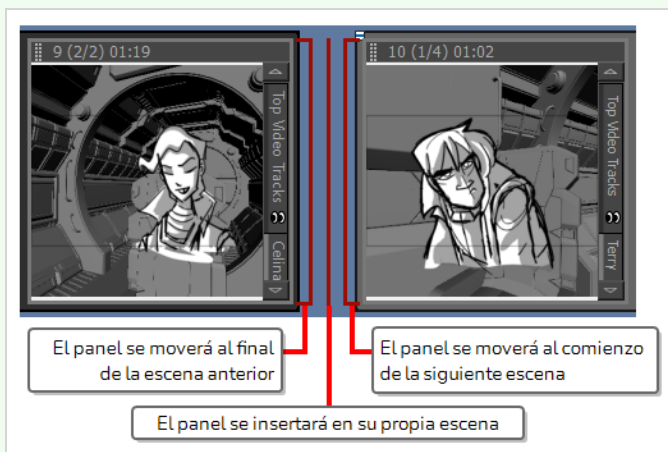 9 (2/2) 01:19
Top Video Tracks
Celina
10 (1/4) 01:02
Top Video Tracks
Terry
El panel se moverá al final
de la escena anterior
El panel se moverá al comienzo
de la siguiente escena
El panel se insertará en su propia escena